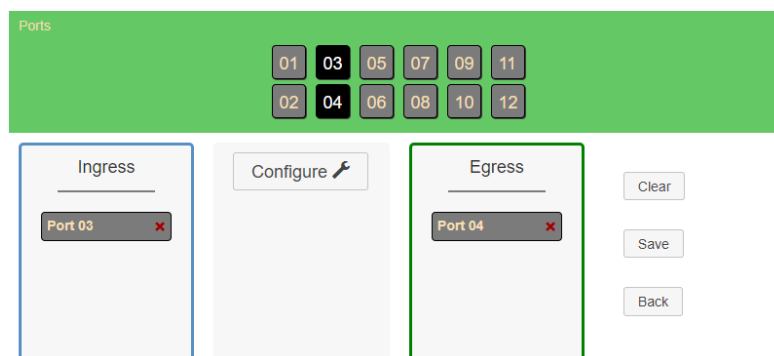 Ports
01 03 05 07 09 11
02 04 06 08 10 12
Ingress
Configure
Egress
Clear
Port 03
Port 04
Save
Back